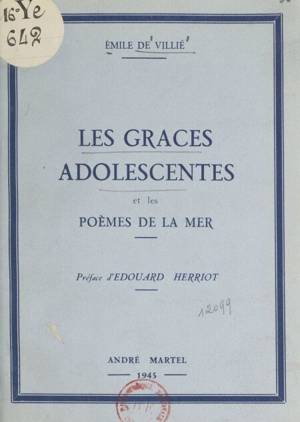 16° Ye
642
ÉMILE DE VILLIÉ
LES GRACES
ADOLESCENTES
et les
POÈMES DE LA MER
Préface d'EDOUARD HERRIOT
12099
ANDRÉ MARTEL
1945